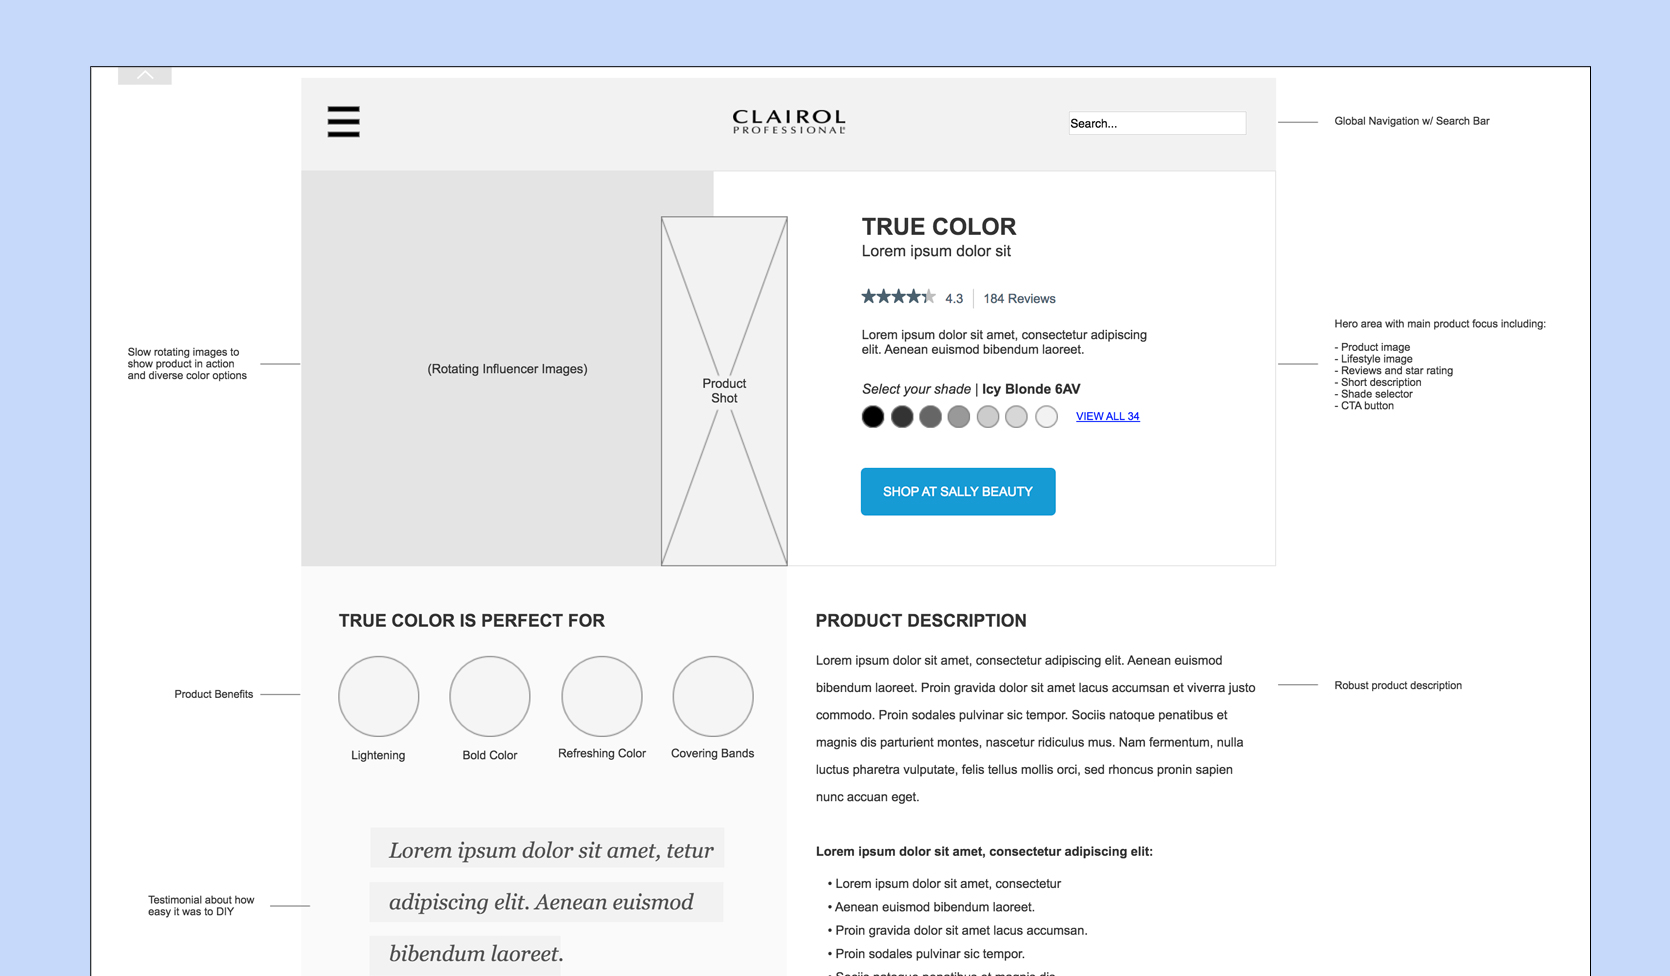 CLAIROL
PROFESSIONAL
Search...
Global Navigation w/ Search Bar
Slow rotating images to
show product in action
and diverse color options
(Rotating Influencer Images)
Product
Shot
TRUE COLOR
Lorem ipsum dolor sit
4.3
184 Reviews
Lorem ipsum dolor sit amet, consectetur adipiscing
elit. Aenean euismod bibendum laoreet.
Select your shade | Icy Blonde 6AV
VIEW ALL 34
SHOP AT SALLY BEAUTY
Hero area with main product focus including:
- Product image
- Lifestyle image
- Reviews and star rating
- Short description
- Shade selector
- CTA button
Product Benefits
TRUE COLOR IS PERFECT FOR
Lightening
Bold Color
Refreshing Color
Covering Bands
PRODUCT DESCRIPTION
Lorem ipsum dolor sit amet, consectetur adipiscing elit. Aenean euismod
bibendum laoreet. Proin gravida dolor sit amet lacus accumsan et viverra justo
commodo. Proin sodales pulvinar sic tempor. Sociis natoque penatibus et
magnis dis parturient montes, nascetur ridiculus mus. Nam fermentum, nulla
luctus pharetra vulputate, felis tellus mollis orci, sed rhoncus pronin sapien
nunc accuan eget.
Robust product description
Testimonial about how
easy it was to DIY
Lorem ipsum dolor sit amet, tetur
adipiscing elit. Aenean euismod
bibendum laoreet.
Lorem ipsum dolor sit amet, consectetur adipiscing elit:
• Lorem ipsum dolor sit amet, consectetur
• Aenean euismod bibendum laoreet.
• Proin gravida dolor sit amet lacus accumsan.
• Proin sodales pulvinar sic tempor.